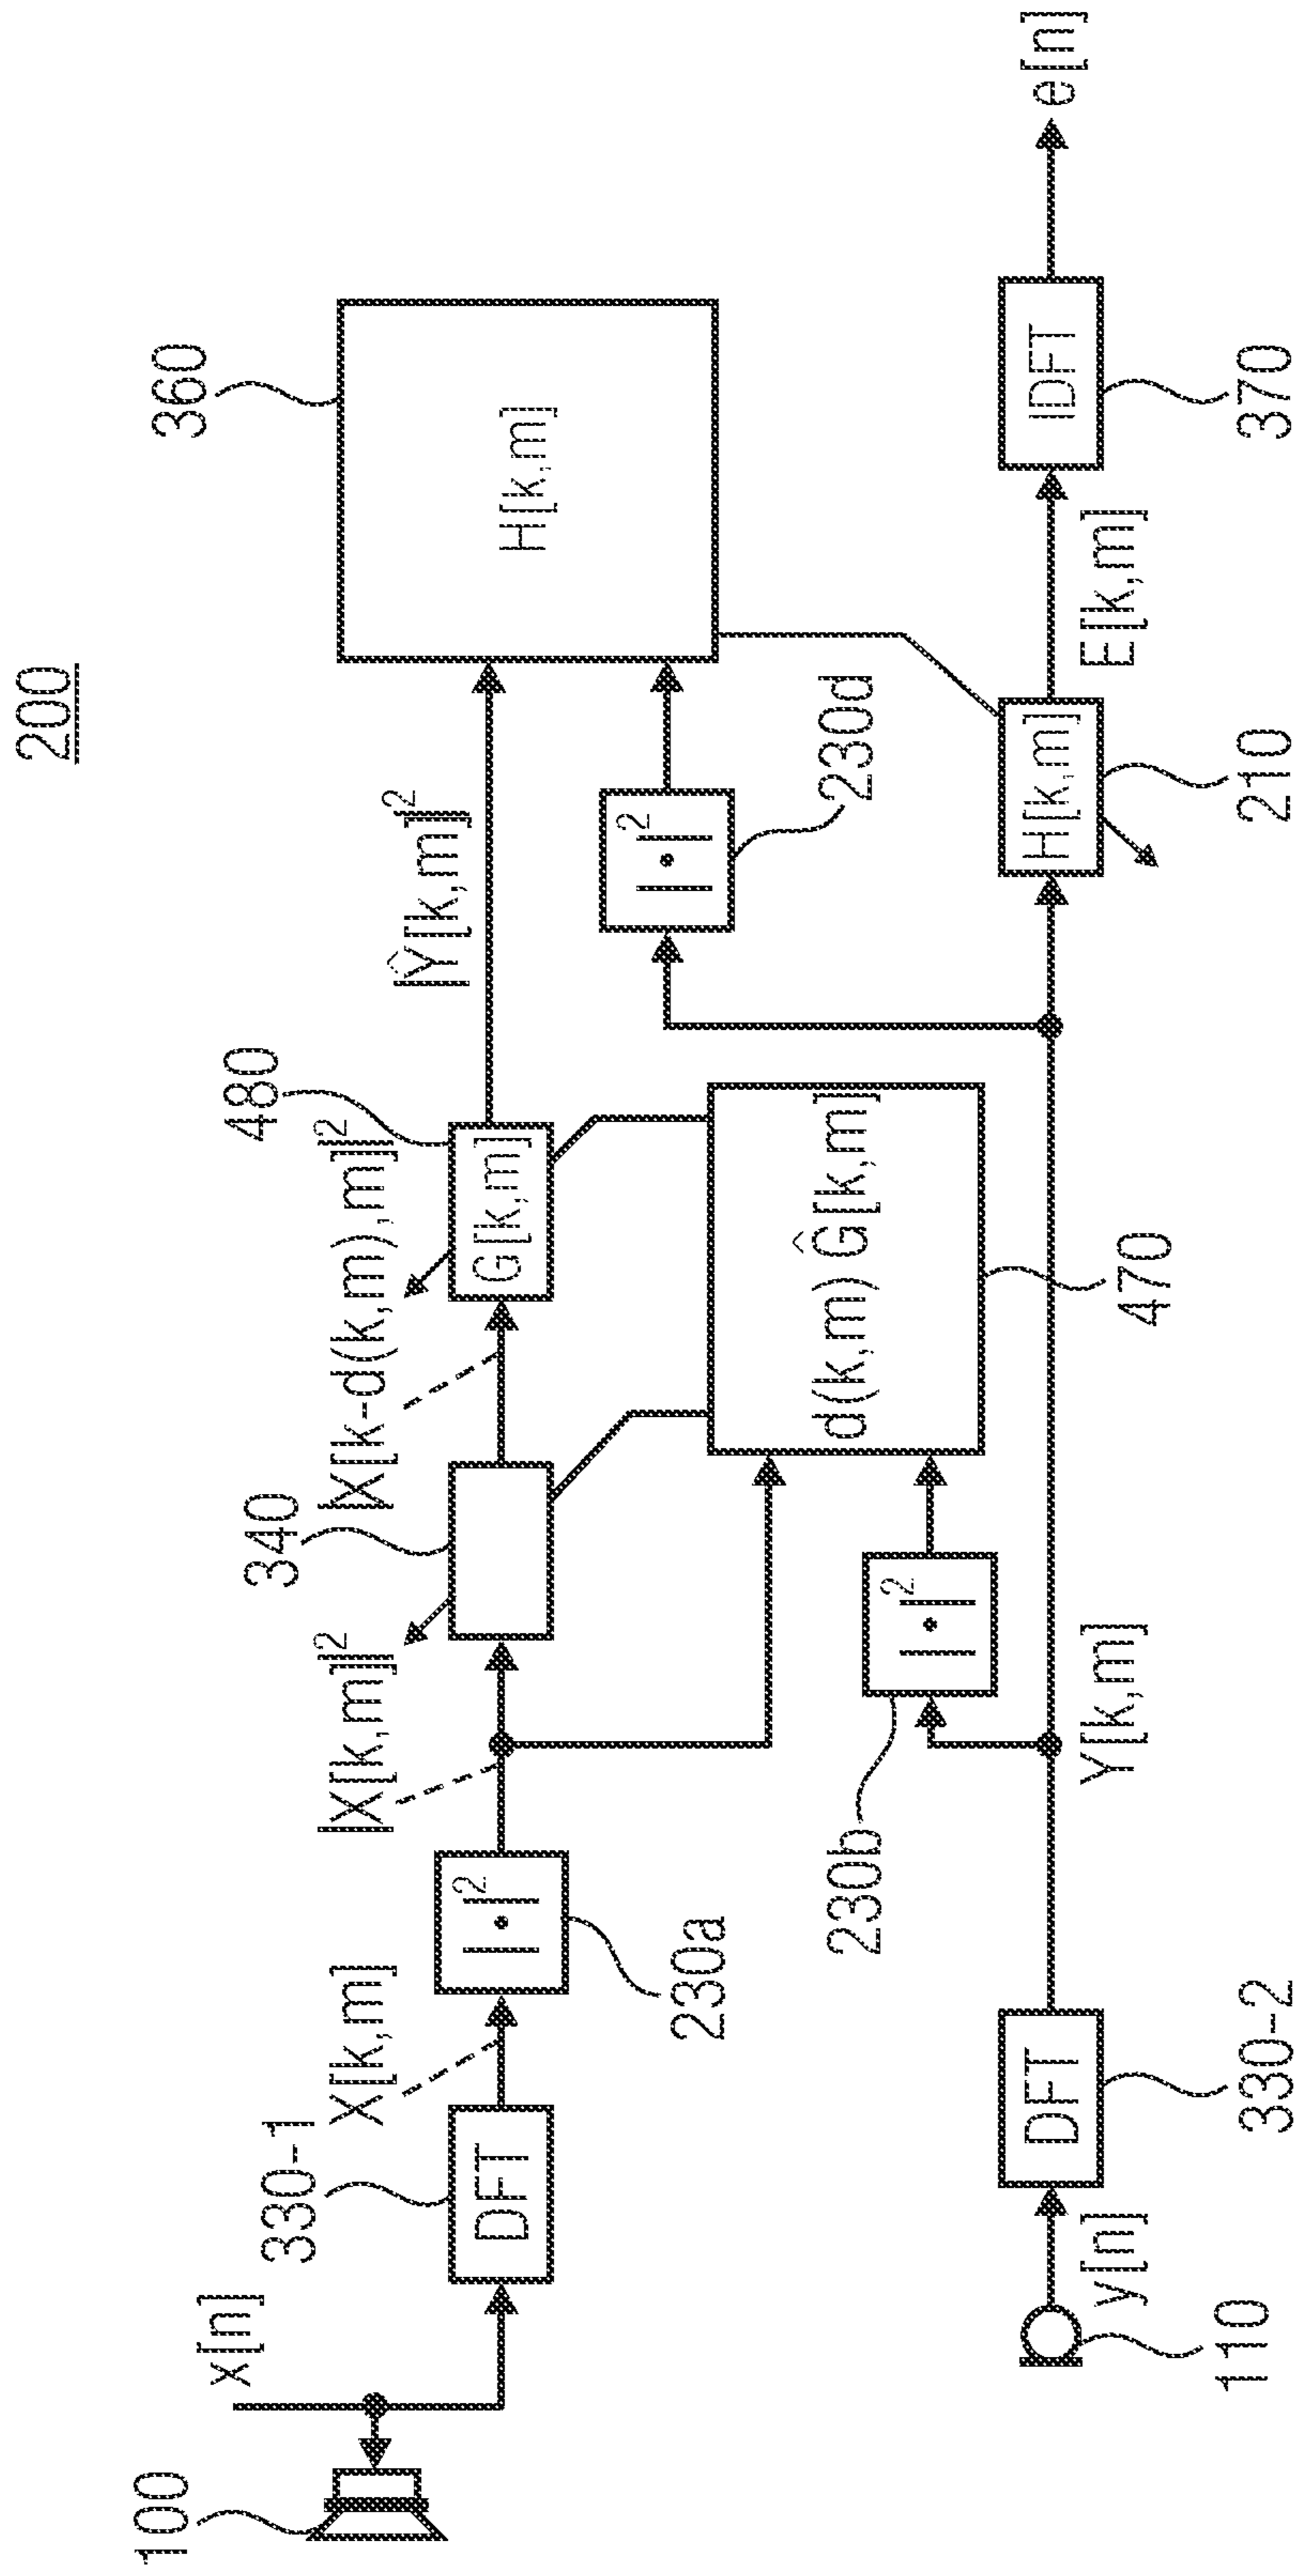 200
360
H[k,m]
|Ŷ[k,m]|²
480
|X[k-d(k,m),m]|²
G[k,m]
340
|X[k,m]|²
X[k,m]
330-1
x[n]
100
DFT
|•|²
230a
|•|²
230d
d(k,m) Ĝ[k,m]
470
|•|²
230b
110
y[n]
DFT
330-2
Y[k,m]
H[k,m]
210
E[k,m]
IDFT
370
e[n]